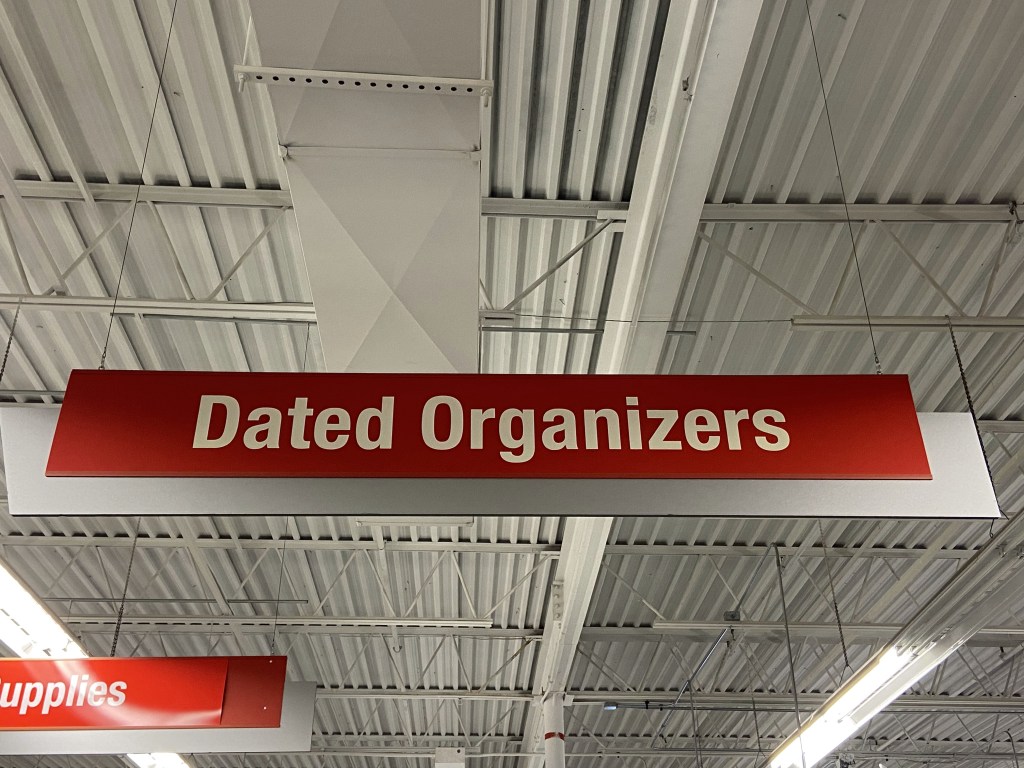 Dated Organizers
upplies